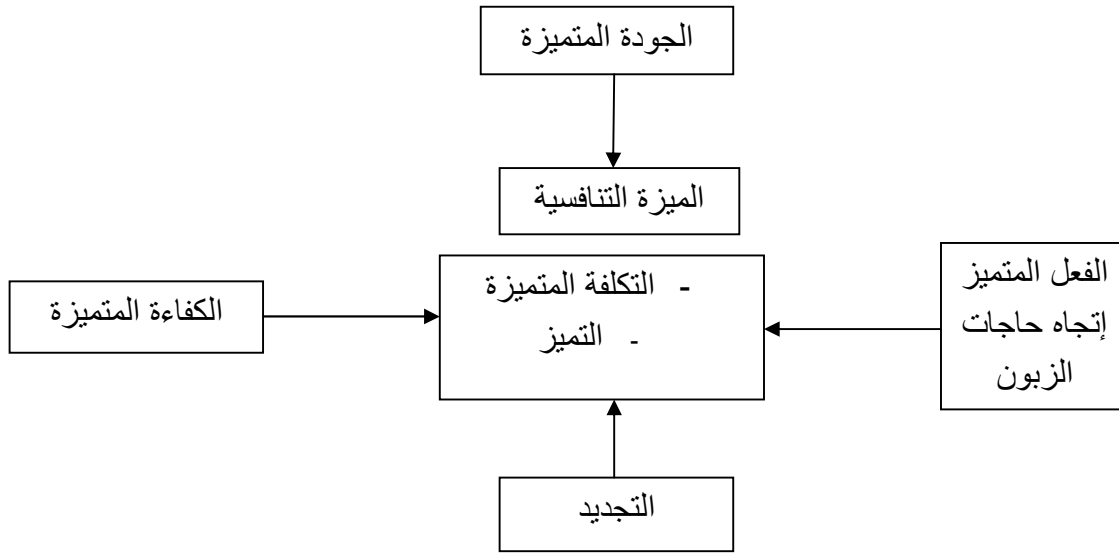 الجودة المتميزة
الميزة التنافسية
- التكلفة المتميزة
- التميز
الفعل المتميز
إتجاه حاجات
الزبون
الكفاءة المتميزة
التجديد